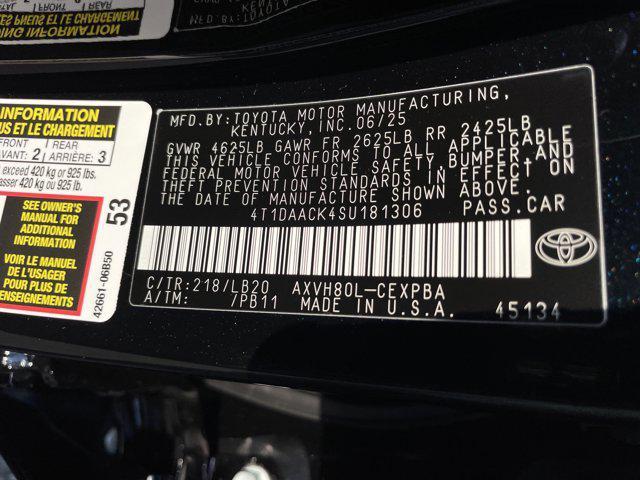 MFD.BY:TOYOTA MOTOR MANUFACTURING,
KENTUCKY,INC.06/25
GVWR 4625LB GAWR FR 2625LB RR 2425LB
THIS VEHICLE CONFORMS TO ALL APPLICABLE
FEDERAL MOTOR VEHICLE SAFETY,BUMPER,AND
THEFT PREVENTION STANDARDS IN EFFECT ON
THE DATE OF MANUFACTURE SHOWN ABOVE.
4T1DAACK4SU181306 PASS.CAR
C/TR:218/LB20 AXVH80L-CEXPBA
A/TM: /PB11 MADE IN U.S.A. 45134
INFORMATION
US ET LE CHARGEMENT
FRONT REAR
AVANT: 2 ARRIÈRE: 3
exceed 420 kg or 925 lbs.
passer 420 kg ou 925 lb.
SEE OWNER'S
MANUAL FOR
ADDITIONAL
INFORMATION
VOIR LE MANUEL
DE L'USAGER
POUR PLUS DE
RENSEIGNEMENTS
53
42661-06B50